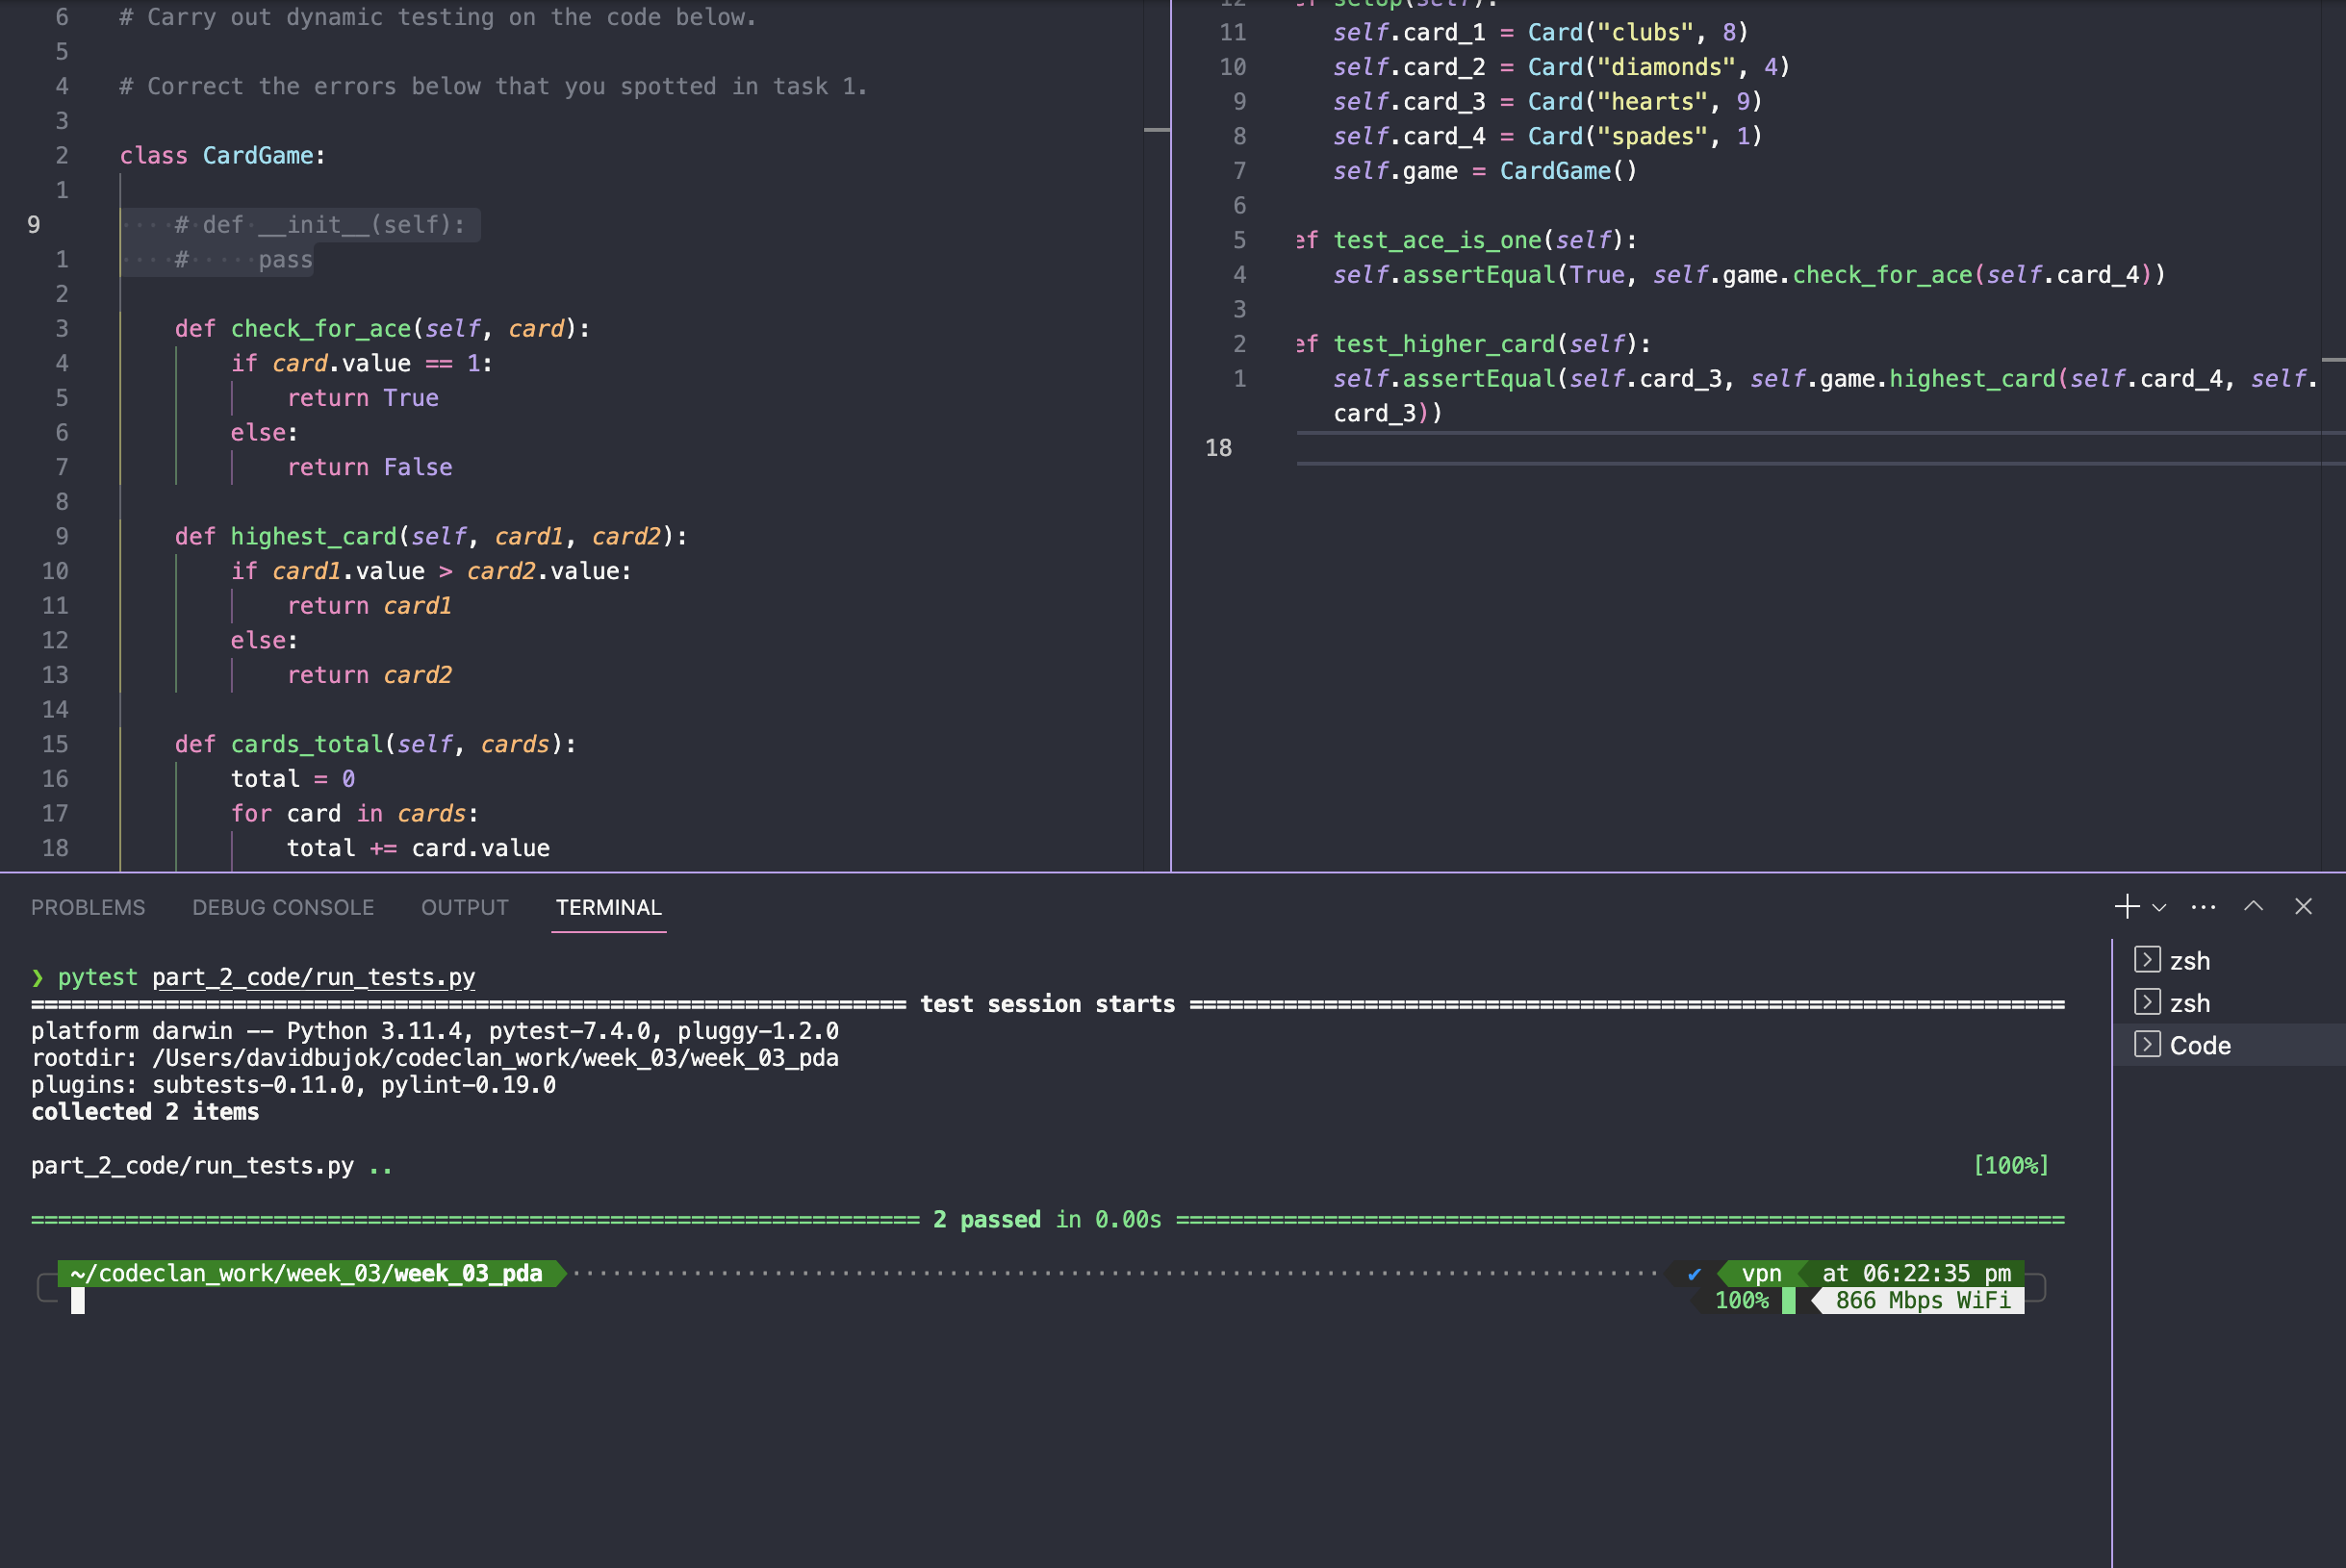 6 # Carry out dynamic testing on the code below.
5
4 # Correct the errors below that you spotted in task 1.
3
2 class CardGame:
1
9 # def __init__(self):
1 # pass
2
3 def check_for_ace(self, card):
4 if card.value == 1:
5 return True
6 else:
7 return False
8
9 def highest_card(self, card1, card2):
10 if card1.value > card2.value:
11 return card1
12 else:
13 return card2
14
15 def cards_total(self, cards):
16 total = 0
17 for card in cards:
18 total += card.value
11 self.card_1 = Card("clubs", 8)
10 self.card_2 = Card("diamonds", 4)
9 self.card_3 = Card("hearts", 9)
8 self.card_4 = Card("spades", 1)
7 self.game = CardGame()
6
5 ef test_ace_is_one(self):
4 self.assertEqual(True, self.game.check_for_ace(self.card_4))
3
2 ef test_higher_card(self):
1 self.assertEqual(self.card_3, self.game.highest_card(self.card_4, self.
card_3))
18
PROBLEMS DEBUG CONSOLE OUTPUT TERMINAL
❯ pytest part_2_code/run_tests.py
================================================================= test session starts =================================================================
platform darwin -- Python 3.11.4, pytest-7.4.0, pluggy-1.2.0
rootdir: /Users/davidbujok/codeclan_work/week_03/week_03_pda
plugins: subtests-0.11.0, pylint-0.19.0
collected 2 items
part_2_code/run_tests.py .. [100%]
================================================================== 2 passed in 0.00s ==================================================================
~/codeclan_work/week_03/week_03_pda ✔ vpn at 06:22:35 pm
100% 866 Mbps WiFi
zsh
zsh
Code